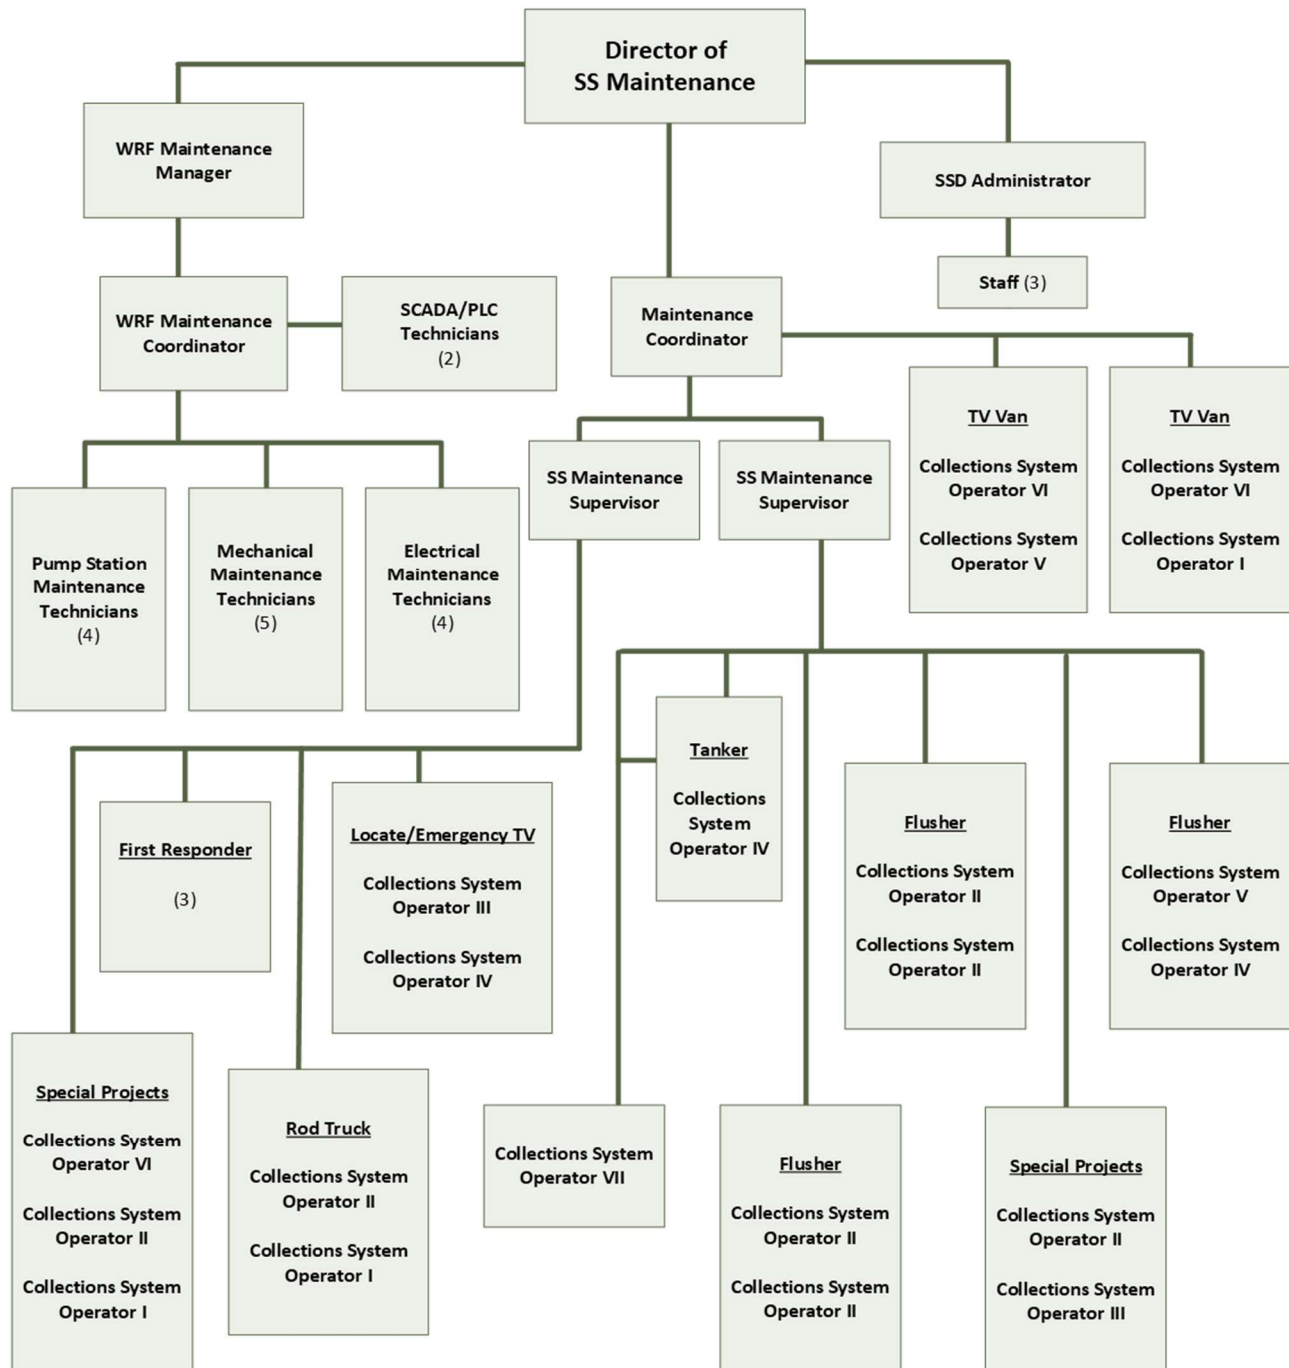 Director of
SS Maintenance
WRF Maintenance
Manager
SSD Administrator
Staff (3)
WRF Maintenance
Coordinator
SCADA/PLC
Technicians
(2)
Maintenance
Coordinator
TV Van
Collections System
Operator VI
Collections System
Operator V
TV Van
Collections System
Operator VI
Collections System
Operator I
SS Maintenance
Supervisor
SS Maintenance
Supervisor
Pump Station
Maintenance
Technicians
(4)
Mechanical
Maintenance
Technicians
(5)
Electrical
Maintenance
Technicians
(4)
Tanker
Collections
System
Operator IV
Flusher
Collections System
Operator II
Collections System
Operator II
Flusher
Collections System
Operator V
Collections System
Operator IV
First Responder
(3)
Locate/Emergency TV
Collections System
Operator III
Collections System
Operator IV
Special Projects
Collections System
Operator VI
Collections System
Operator II
Collections System
Operator I
Rod Truck
Collections System
Operator II
Collections System
Operator I
Collections System
Operator VII
Flusher
Collections System
Operator II
Collections System
Operator II
Special Projects
Collections System
Operator II
Collections System
Operator III